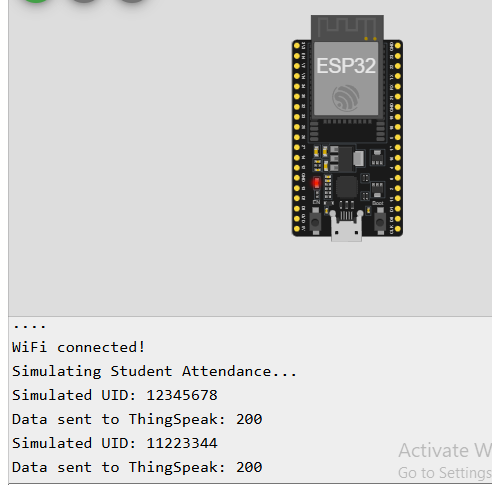 ESP32
Boot
....
WiFi connected!
Simulating Student Attendance...
Simulated UID: 12345678
Data sent to ThingSpeak: 200
Simulated UID: 11223344
Data sent to ThingSpeak: 200
Activate W
Go to Settings